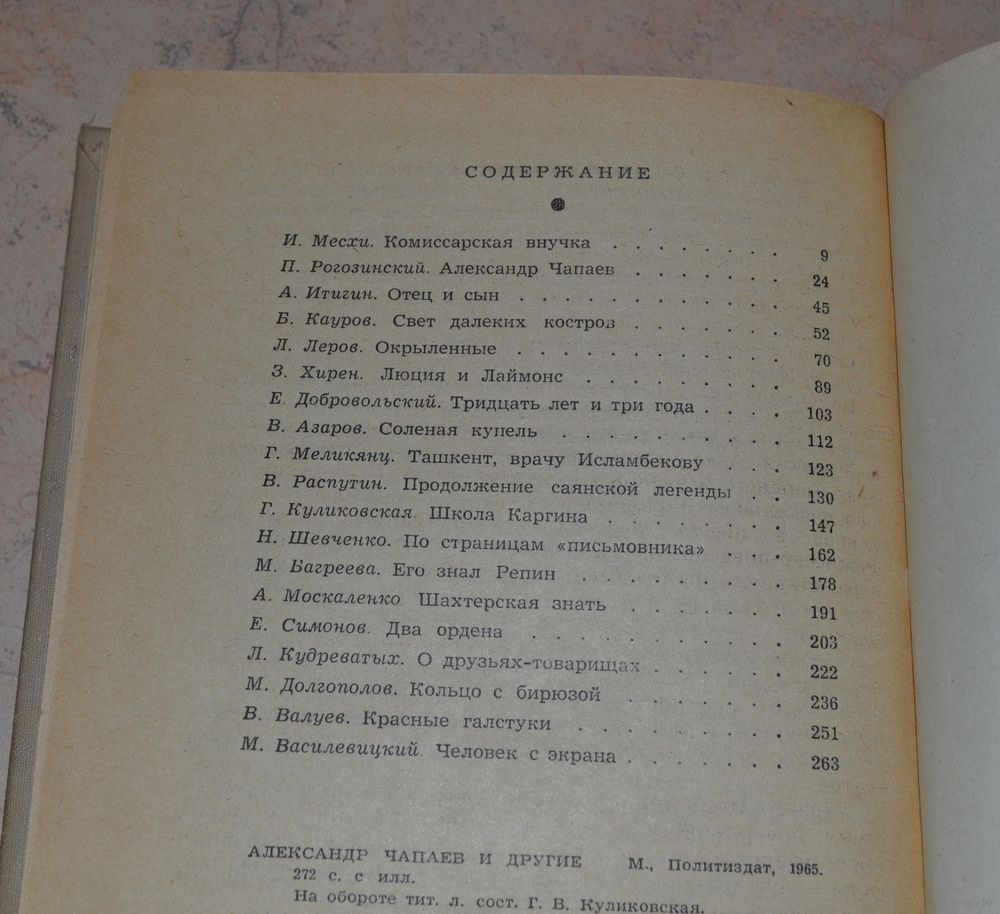 СОДЕРЖАНИЕ
И. Месхи. Комиссарская внучка . . . . . . . 9
П. Рогозинский. Александр Чапаев . . . . . . 24
А. Итигин. Отец и сын . . . . . . . . . . . 45
Б. Кауров. Свет далеких костров . . . . . . 52
Л. Леров. Окрыленные . . . . . . . . . . . 70
З. Хирен. Люция и Лаймонс . . . . . . . . 89
Е. Добровольский. Тридцать лет и три года . . . . 103
В. Азаров. Соленая купель . . . . . . . . . 112
Г. Меликянц. Ташкент, врачу Исламбекову . . . 123
В. Распутин. Продолжение саянской легенды . . 130
Г. Куликовская. Школа Каргина . . . . . . . . 147
Н. Шевченко. По страницам «письмовника» . . . 162
М. Багреева. Его знал Репин . . . . . . . . . 178
А. Москаленко Шахтерская знать . . . . . . 191
Е. Симонов. Два ордена . . . . . . . . . . 203
Л. Кудреватых. О друзьях-товарищах . . . . . . 222
М. Долгополов. Кольцо с бирюзой . . . . . . . 236
В. Валуев. Красные галстуки . . . . . . . . . 251
М. Василевицкий. Человек с экрана . . . . . . . 263
АЛЕКСАНДР ЧАПАЕВ И ДРУГИЕ М., Политиздат, 1965.
272 с. с илл.
На обороте тит. л. сост. Г. В. Куликовская.